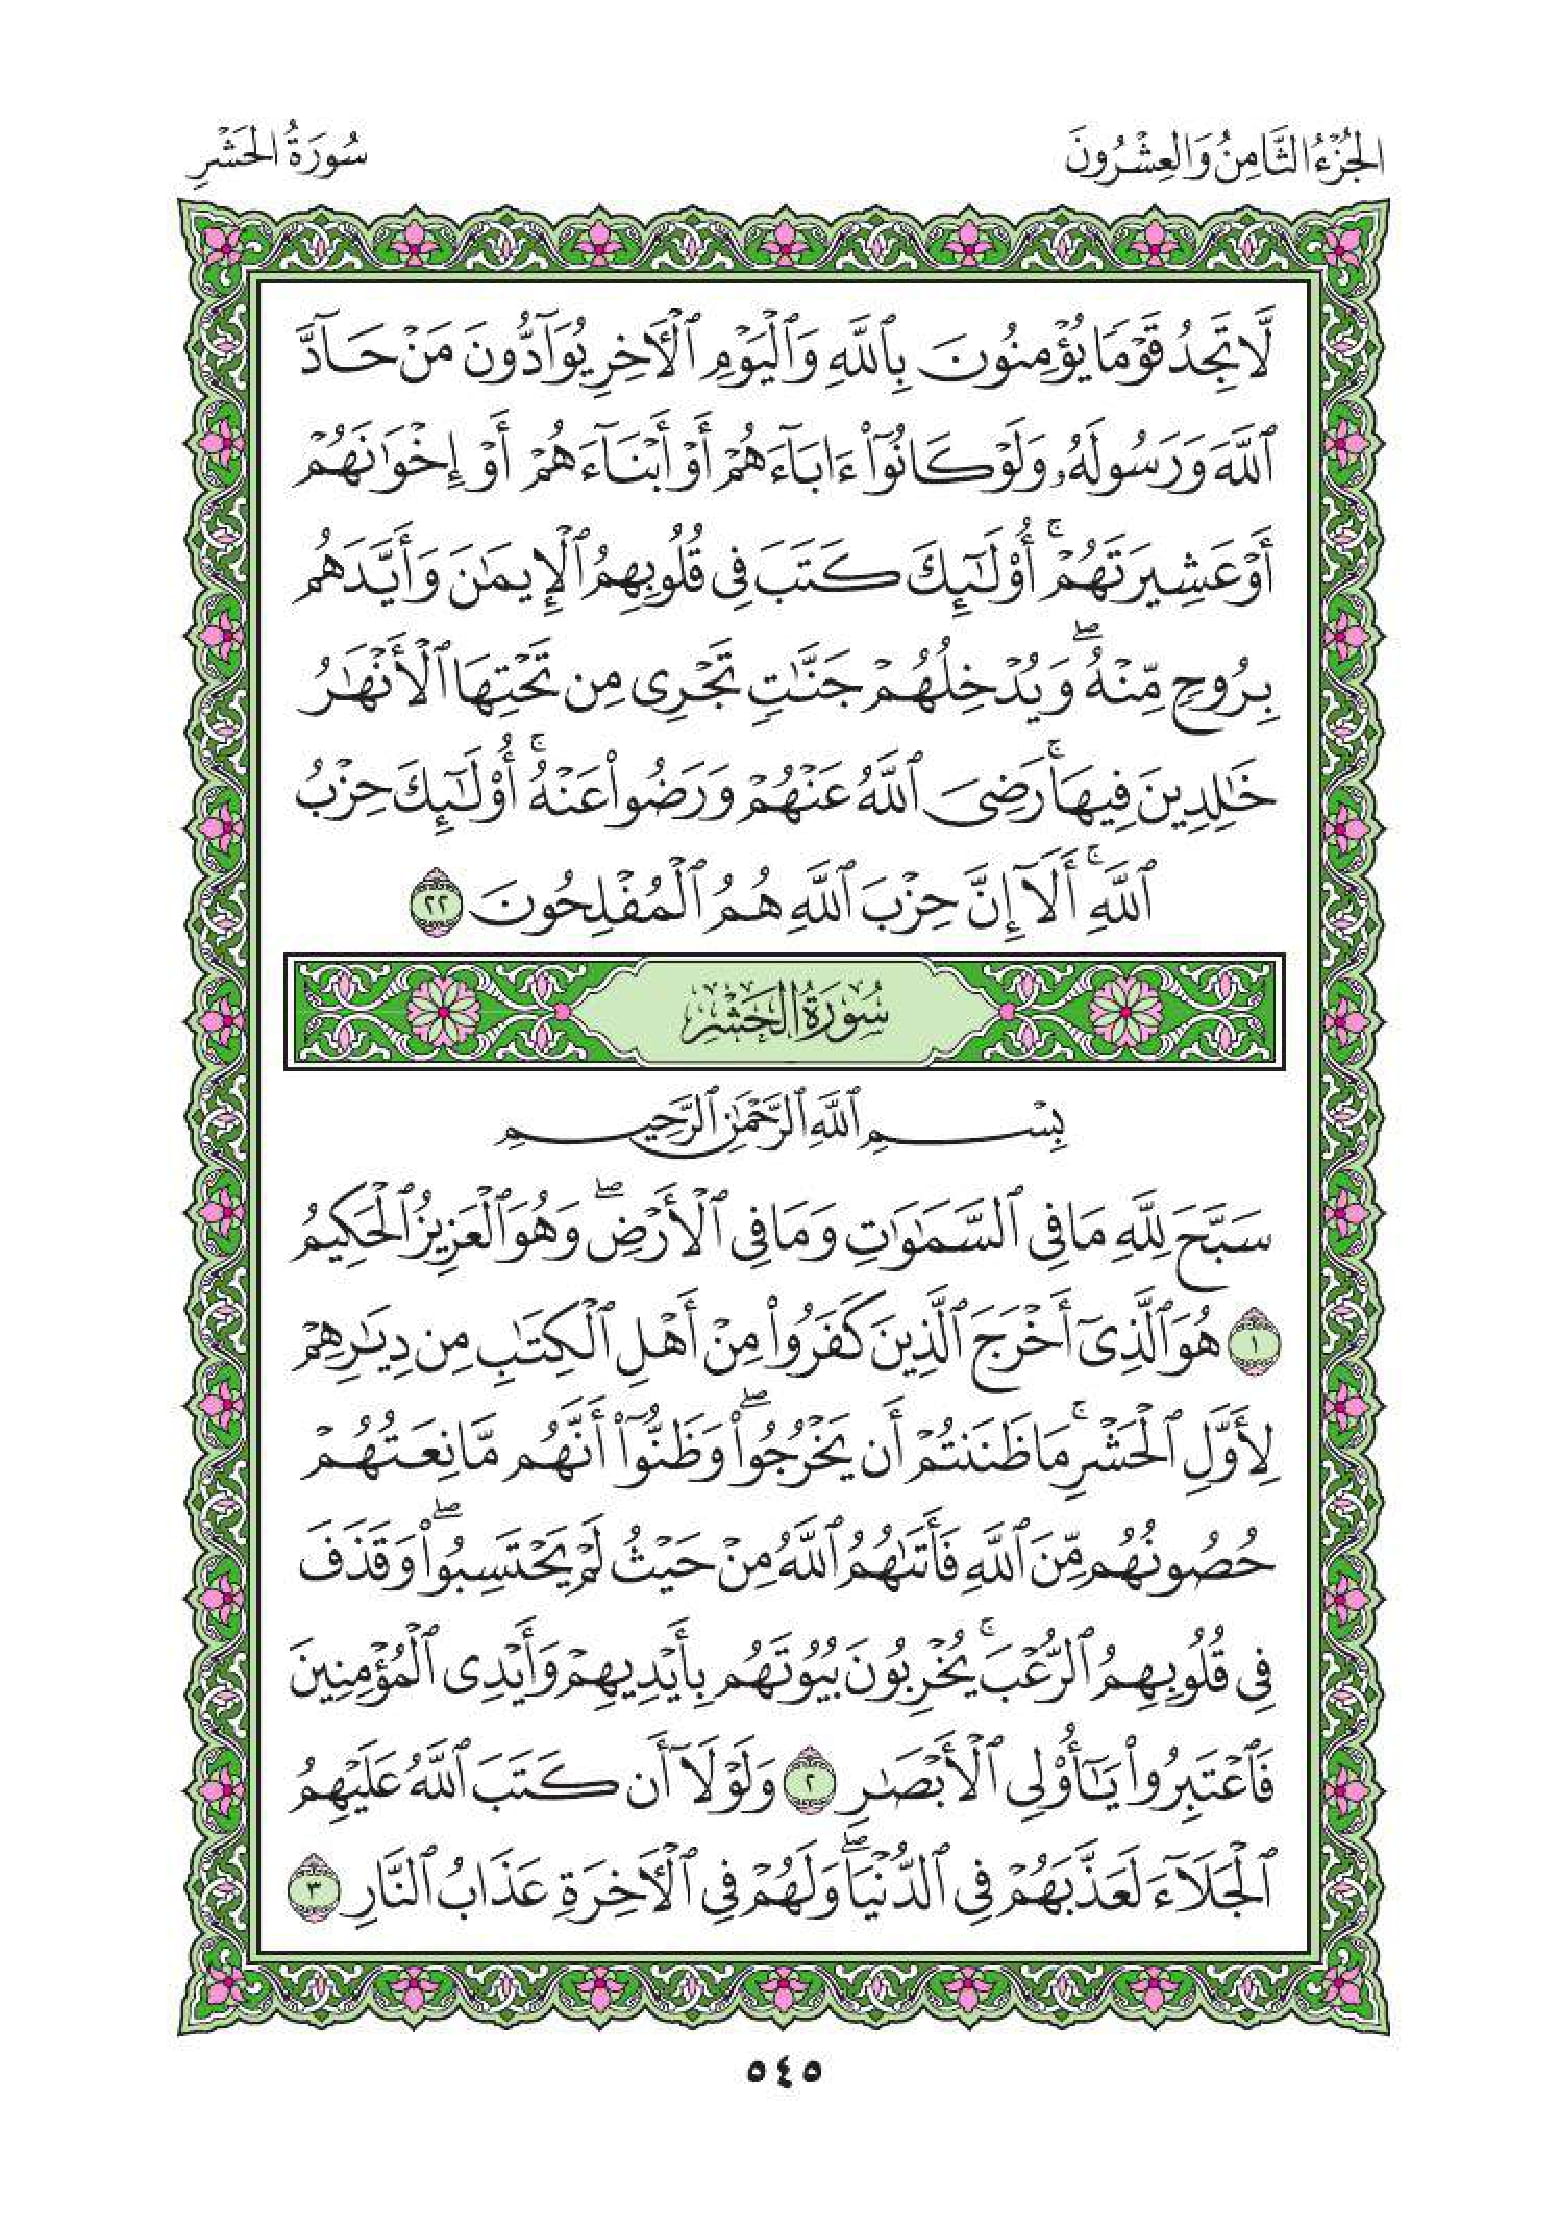 الجُزْءُ الثَّامِنُ وَالعِشْرُونَ
سُورَةُ الحَشْرِ
لَّا تَجِدُ قَوْمٗا يُؤْمِنُونَ بِٱللَّهِ وَٱلْيَوْمِ ٱلْأٓخِرِ يُوَآدُّونَ مَنْ حَآدَّ
ٱللَّهَ وَرَسُولَهُۥ وَلَوْ كَانُوٓا۟ ءَابَآءَهُمْ أَوْ أَبْنَآءَهُمْ أَوْ إِخْوَٰنَهُمْ
أَوْ عَشِيرَتَهُمْۚ أُو۟لَٰٓئِكَ كَتَبَ فِى قُلُوبِهِمُ ٱلْإِيمَٰنَ وَأَيَّدَهُم
بِرُوحٖ مِّنْهُۖ وَيُدْخِلُهُمْ جَنَّٰتٖ تَجْرِى مِن تَحْتِهَا ٱلْأَنْهَٰرُ
خَٰلِدِينَ فِيهَاۚ رَضِىَ ٱللَّهُ عَنْهُمْ وَرَضُوا۟ عَنْهُۚ أُو۟لَٰٓئِكَ حِزْبُ
ٱللَّهِۚ أَلَآ إِنَّ حِزْبَ ٱللَّهِ هُمُ ٱلْمُفْلِحُونَ ٢٢
سُورَةُ الحَشْرِ
بِسْمِ ٱللَّهِ ٱلرَّحْمَٰنِ ٱلرَّحِيمِ
سَبَّحَ لِلَّهِ مَا فِى ٱلسَّمَٰوَٰتِ وَمَا فِى ٱلْأَرْضِۖ وَهُوَ ٱلْعَزِيزُ ٱلْحَكِيمُ
١ هُوَ ٱلَّذِىٓ أَخْرَجَ ٱلَّذِينَ كَفَرُوا۟ مِنْ أَهْلِ ٱلْكِتَٰبِ مِن دِيَٰرِهِمْ
لِأَوَّلِ ٱلْحَشْرِۚ مَا ظَنَنتُمْ أَن يَخْرُجُوا۟ۖ وَظَنُّوٓا۟ أَنَّهُم مَّانِعَتُهُمْ
حُصُونُهُم مِّنَ ٱللَّهِ فَأَتَىٰهُمُ ٱللَّهُ مِنْ حَيْثُ لَمْ يَحْتَسِبُوا۟ۖ وَقَذَفَ
فِى قُلُوبِهِمُ ٱلرُّعْبَۚ يُخْرِبُونَ بُيُوتَهُم بِأَيْدِيهِمْ وَأَيْدِى ٱلْمُؤْمِنِينَ
فَٱعْتَبِرُوا۟ يَٰٓأُو۟لِى ٱلْأَبْصَٰرِ ٢ وَلَوْلَآ أَن كَتَبَ ٱللَّهُ عَلَيْهِمُ
ٱلْجَلَآءَ لَعَذَّبَهُمْ فِى ٱلدُّنْيَاۖ وَلَهُمْ فِى ٱلْأٓخِرَةِ عَذَابُ ٱلنَّارِ ٣
٥٤٥